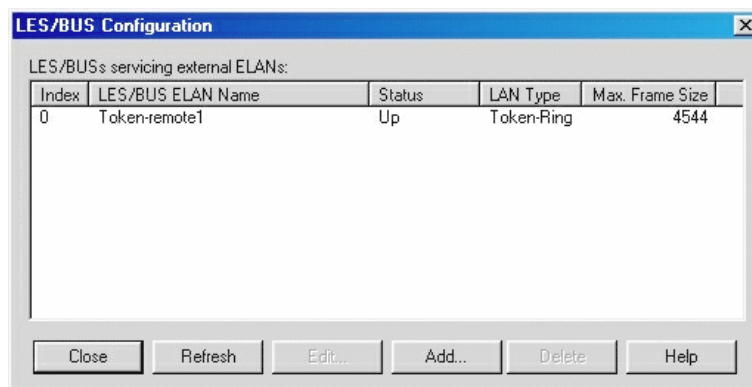 LES/BUS Configuration
LES/BUSs servicing external ELANs:
Index LES/BUS ELAN Name Status LAN Type Max. Frame Size
0 Token-remote1 Up Token-Ring 4544
Close Refresh Edit... Add... Delete Help